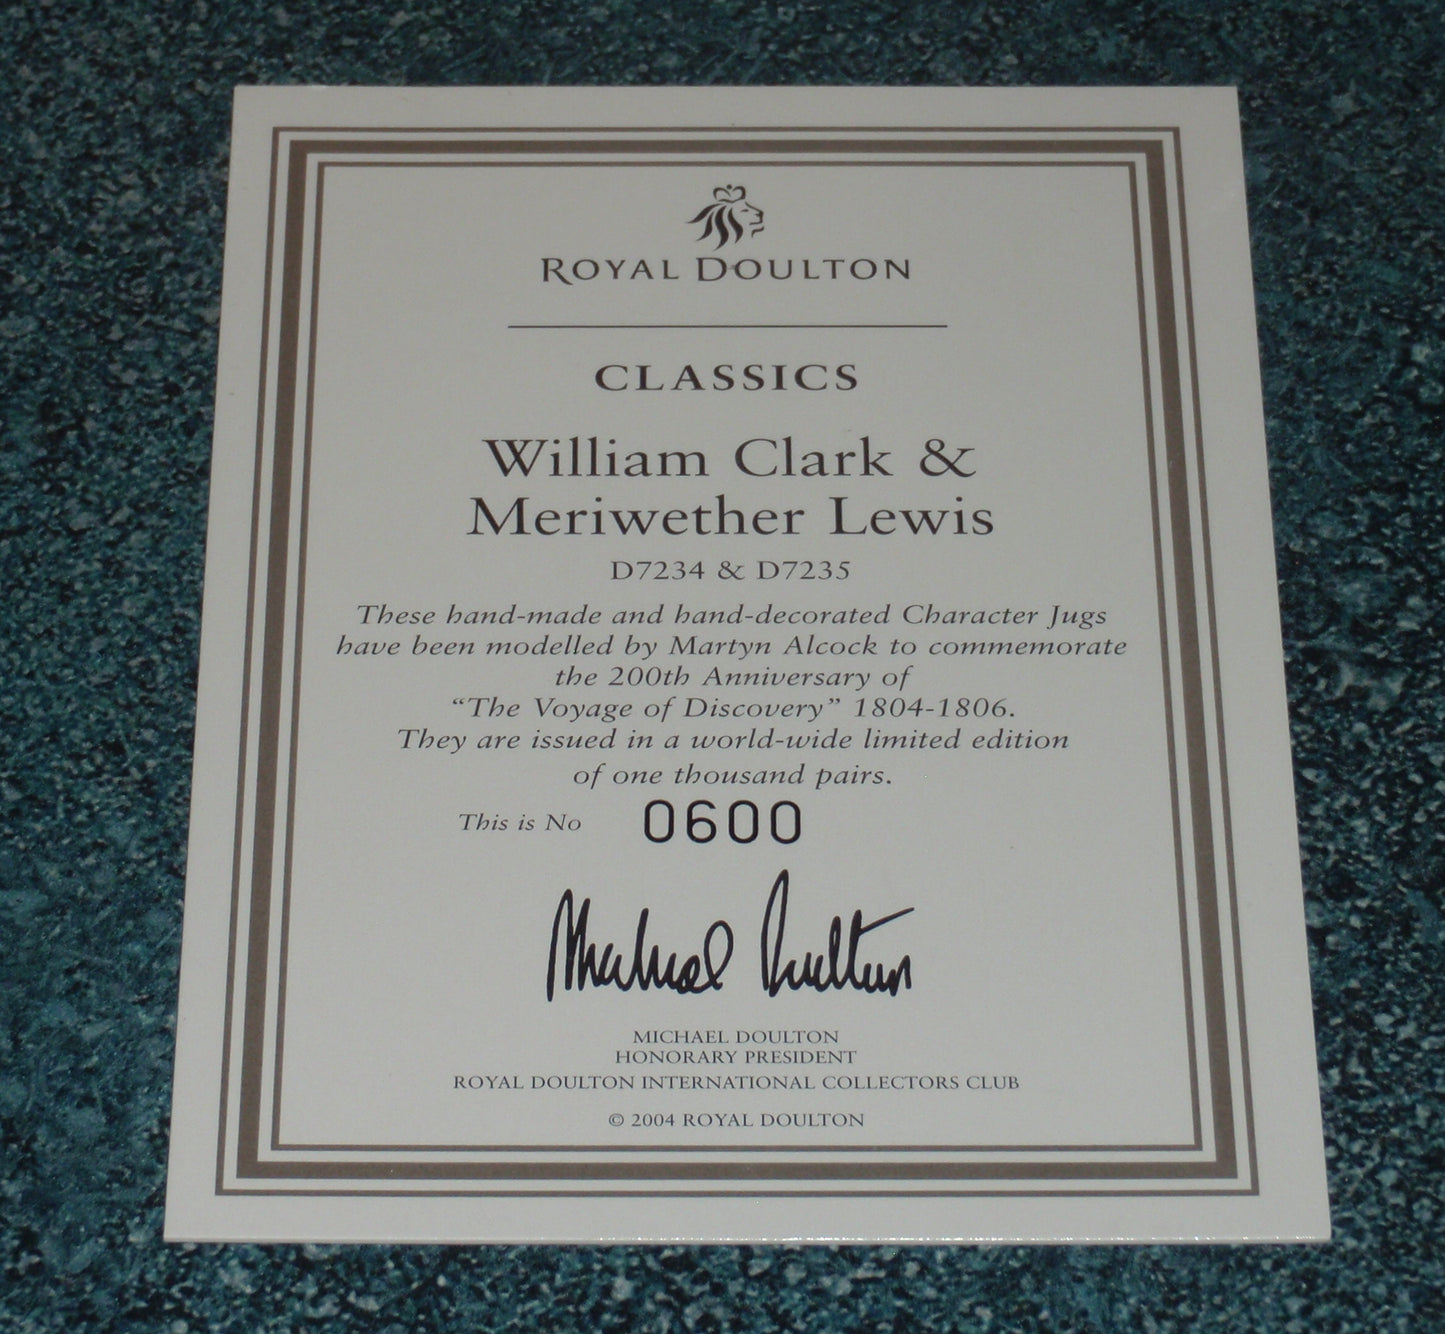 ROYAL DOULTON
CLASSICS
William Clark &
Meriwether Lewis
D7234 & D7235
These hand-made and hand-decorated Character Jugs
have been modelled by Martyn Alcock to commemorate
the 200th Anniversary of
“The Voyage of Discovery” 1804-1806.
They are issued in a world-wide limited edition
of one thousand pairs.
This is No 0600
Michael Doulton
MICHAEL DOULTON
HONORARY PRESIDENT
ROYAL DOULTON INTERNATIONAL COLLECTORS CLUB
© 2004 ROYAL DOULTON